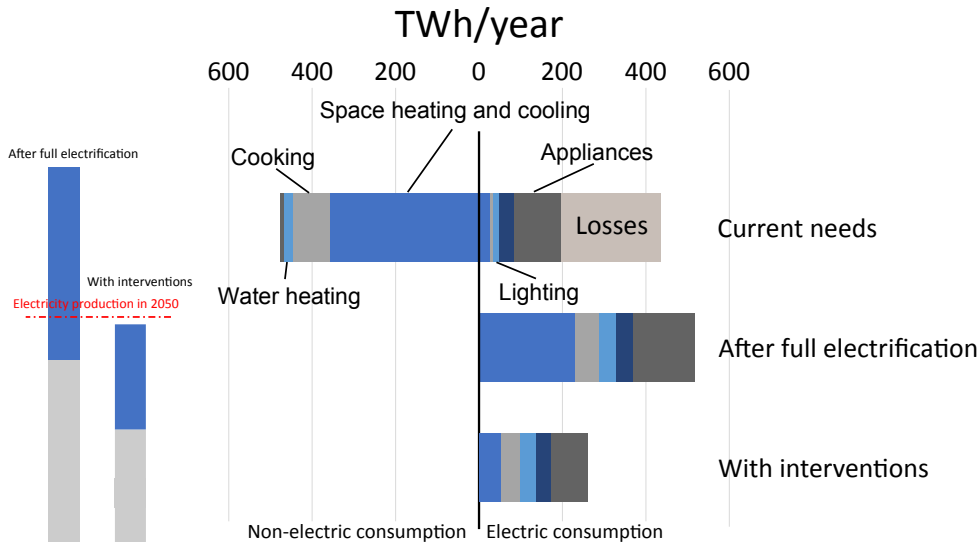 TWh/year
600 400 200 0 200 400 600
Space heating and cooling
After full electrification
Cooking
Appliances
Losses
Current needs
With interventions
Water heating
Lighting
Electricity production in 2050
After full electrification
With interventions
Non-electric consumption
Electric consumption